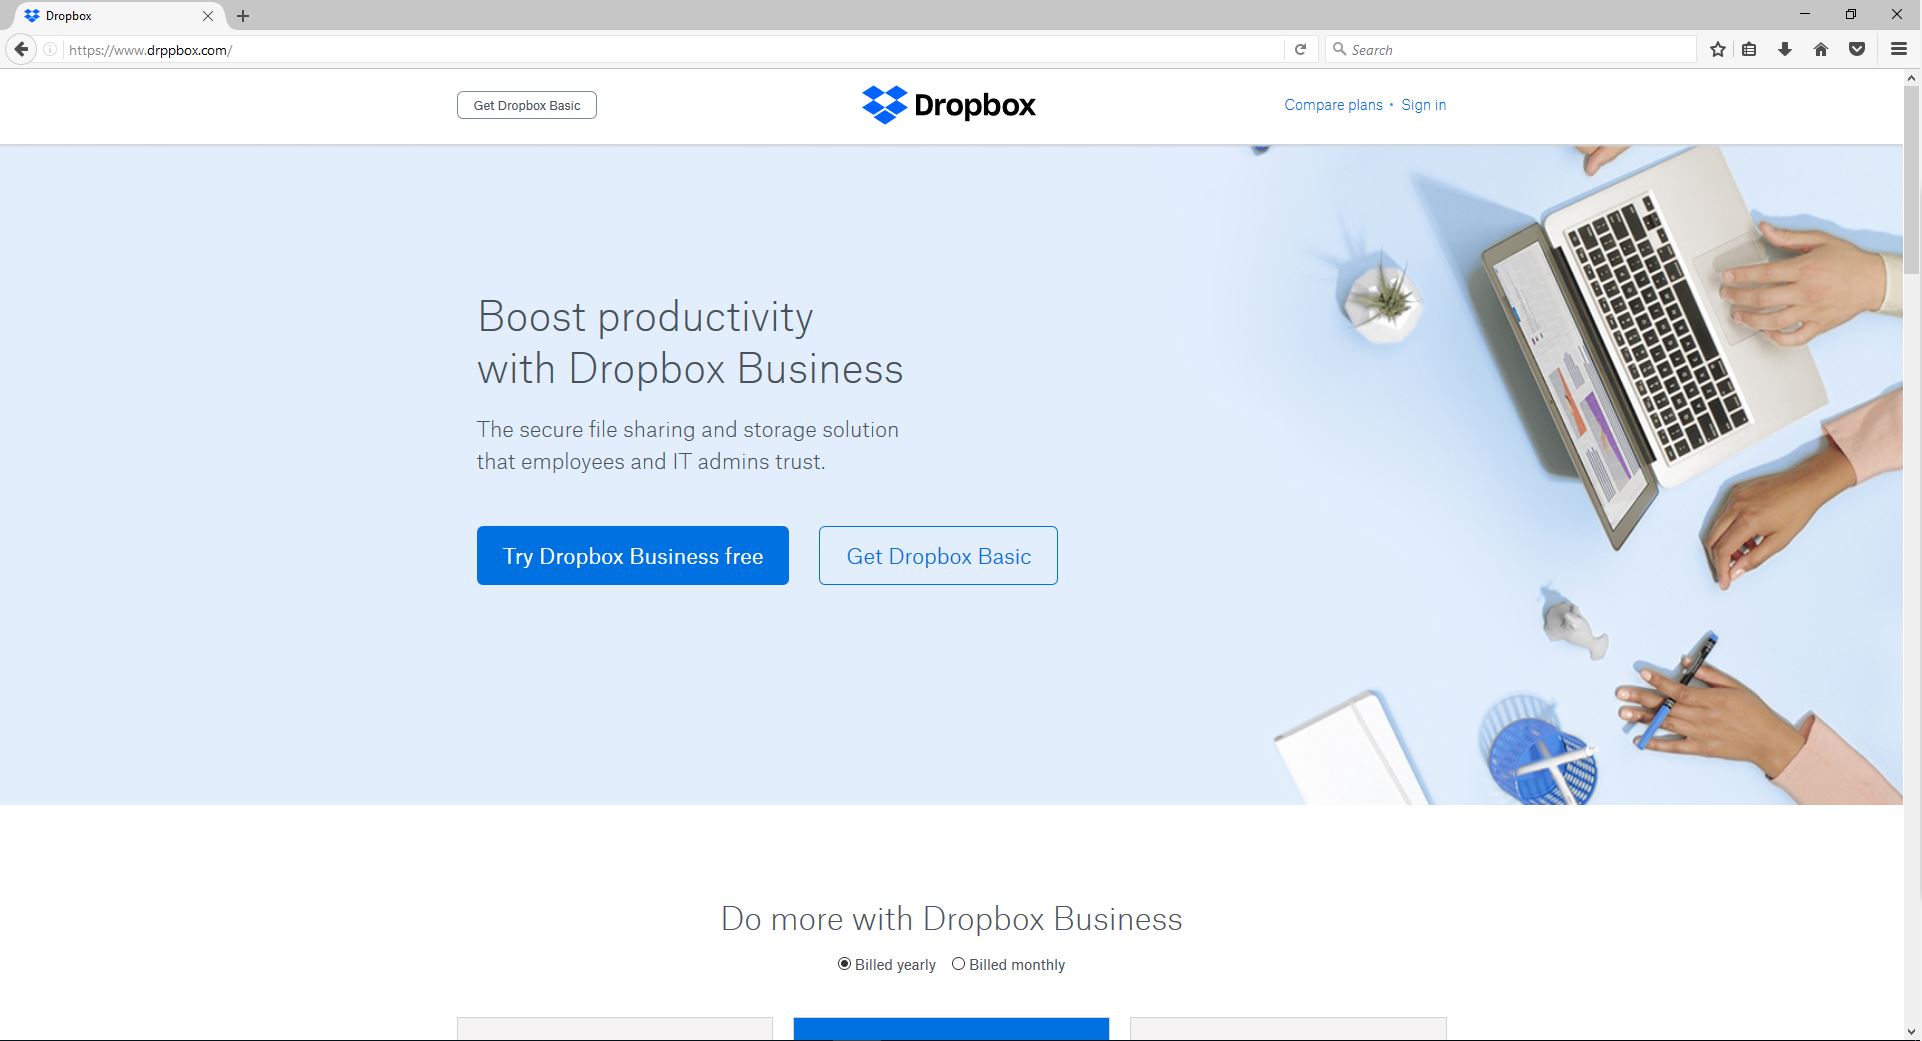 Dropbox
https://www.drppbox.com/
Search
Get Dropbox Basic
Dropbox
Compare plans • Sign in
Boost productivity
with Dropbox Business
The secure file sharing and storage solution
that employees and IT admins trust.
Try Dropbox Business free
Get Dropbox Basic
Do more with Dropbox Business
Billed yearly
Billed monthly